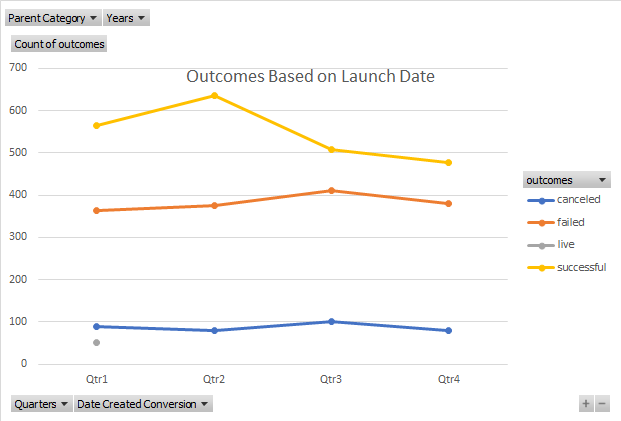 Parent Category Years
Count of outcomes
Outcomes Based on Launch Date
700
600
500
400
300
200
100
0
Qtr1 Qtr2 Qtr3 Qtr4
outcomes
canceled
failed
live
successful
Quarters Date Created Conversion
+ −